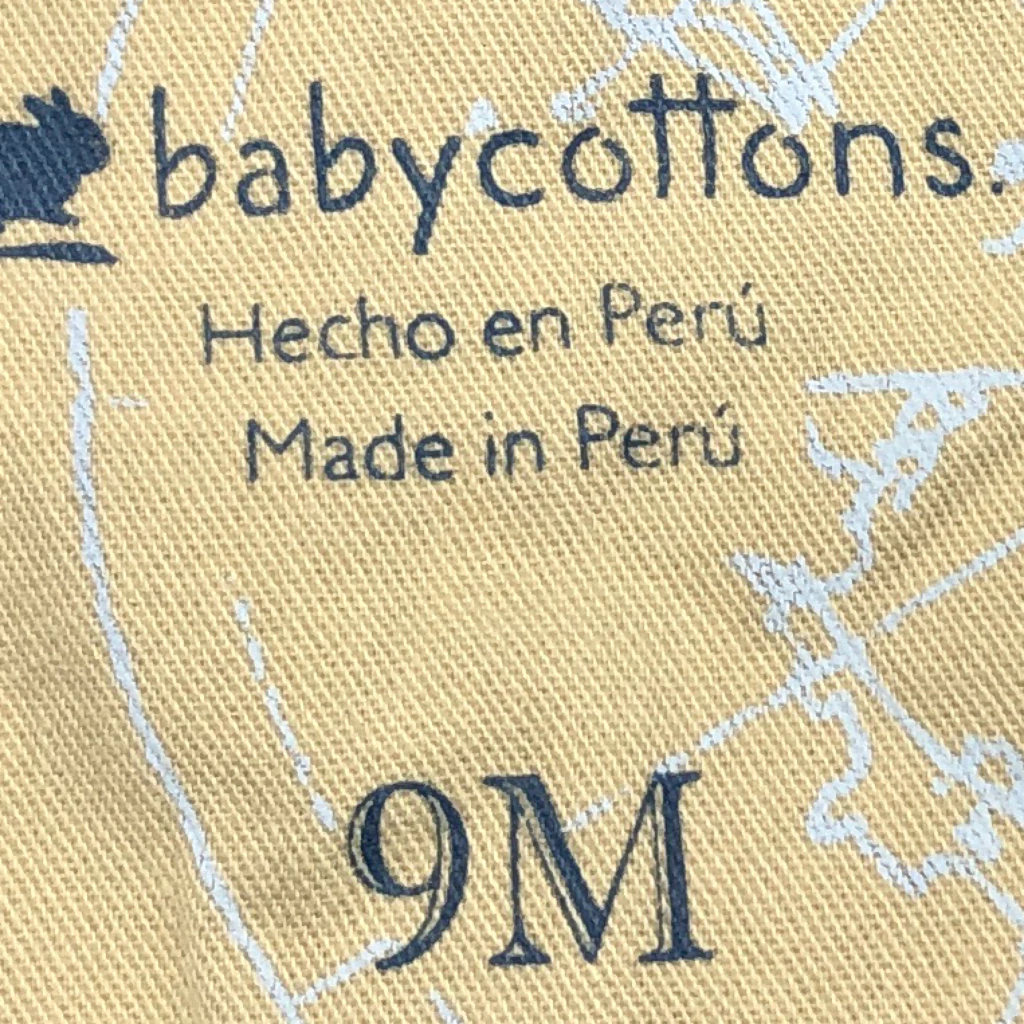 babycottons.
Hecho en Perú
Made in Perú
9M